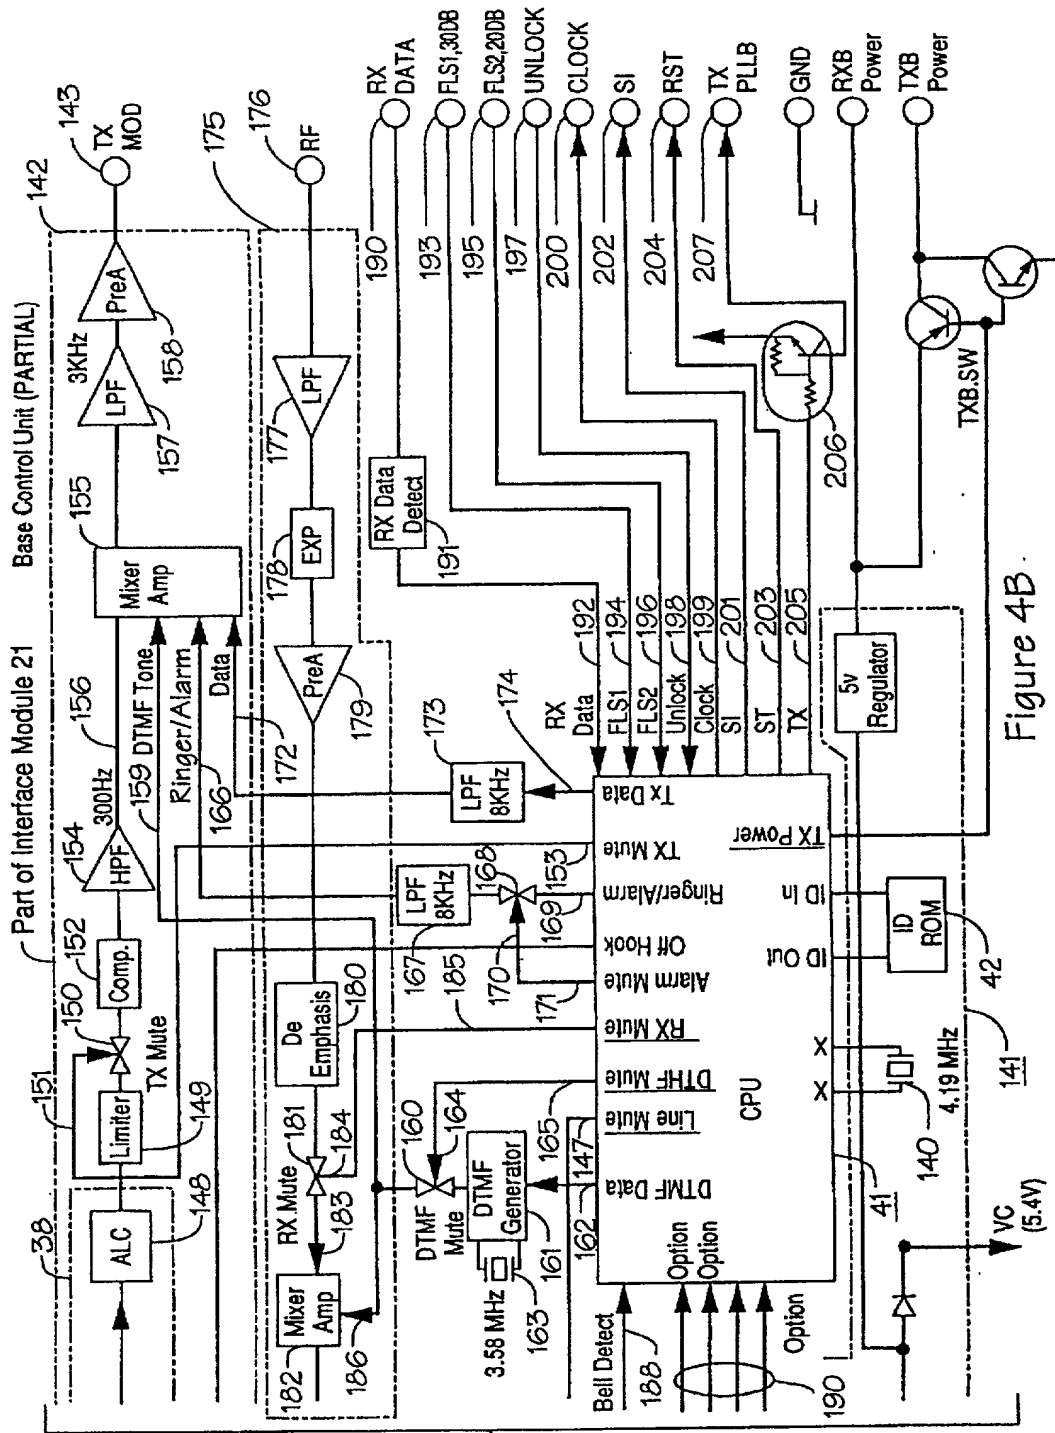 Part of Interface Module 21
Base Control Unit (PARTIAL)
38
ALC
148
151
Limiter
149
150
TX Mute
152
Comp.
154
HPF
300Hz
156
159 DTMF Tone
Ringer/Alarm
166
Data
172
155
Mixer
Amp
LPF
3KHz
157
PreA
158
142
143
TX
MOD
175
176
RF
177
LPF
178
EXP
PreA
179
De
Emphasis
180
181
RX.Mute
184
183
Mixer
Amp
182
186
190
RX
DATA
RX Data
Detect
191
193
FLS1,30DB
195
FLS2,20DB
197
UNLOCK
200
CLOCK
202
SI
204
RST
207
TX
PLLB
GND
RXB
Power
TXB
Power
206
TXB.SW
173
LPF
8KHz
174
LPF
8KHz
167
168
169
170
171
153
185
160
164
DTMF
Mute
DTMF
Generator
161
3.58 MHz
163
165
147
162
RX
Data
192
FLS1
194
FLS2
196
Unlock
198
Clock
199
SI
201
ST
203
TX
205
Tx Data
TX Mute
Ringer/Alarm
Off Hook
Alarm Mute
RX Mute
DTHF Mute
Line Mute
DTMF Data
TX Power
ID In
ID Out
X
X
CPU
41
Bell Detect
188
Option
Option
Option
190
ID
ROM
42
4.19 MHz
140
141
5v
Regulator
VC
(5.4V)
Figure 4B